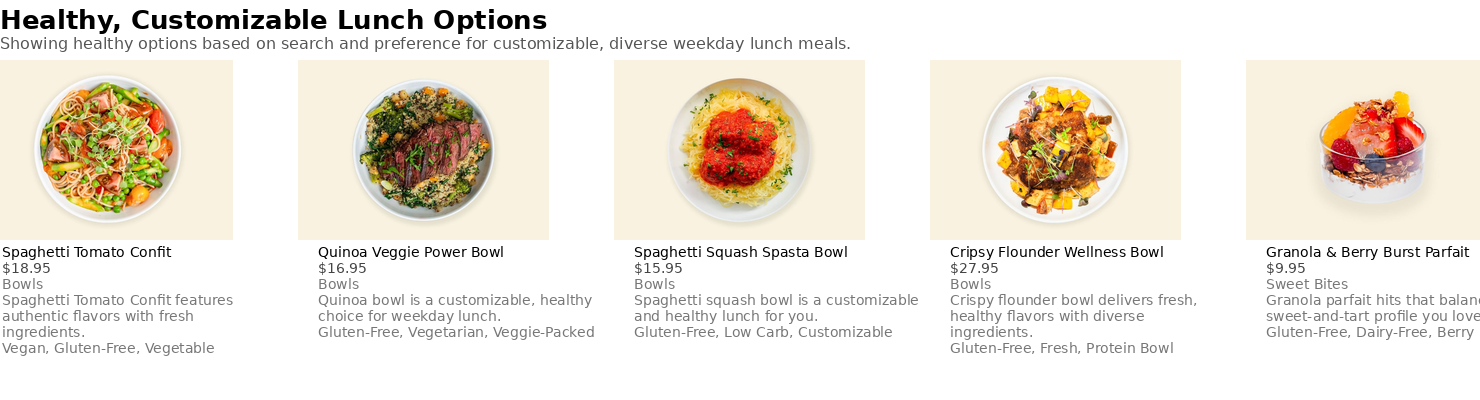 Healthy, Customizable Lunch Options
Showing healthy options based on search and preference for customizable, diverse weekday lunch meals.
Spaghetti Tomato Confit
$18.95
Bowls
Spaghetti Tomato Confit features
authentic flavors with fresh
ingredients.
Vegan, Gluten-Free, Vegetable
Quinoa Veggie Power Bowl
$16.95
Bowls
Quinoa bowl is a customizable, healthy
choice for weekday lunch.
Gluten-Free, Vegetarian, Veggie-Packed
Spaghetti Squash Spasta Bowl
$15.95
Bowls
Spaghetti squash bowl is a customizable
and healthy lunch for you.
Gluten-Free, Low Carb, Customizable
Cripsy Flounder Wellness Bowl
$27.95
Bowls
Crispy flounder bowl delivers fresh,
healthy flavors with diverse
ingredients.
Gluten-Free, Fresh, Protein Bowl
Granola & Berry Burst Parfait
$9.95
Sweet Bites
Granola parfait hits that
sweet-and-tart profile you love
Gluten-Free, Dairy-Free, Berry